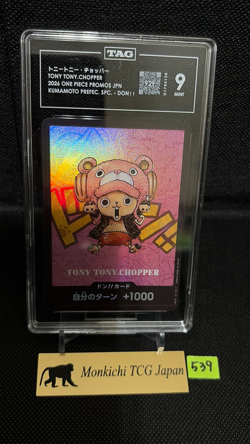 TAG
トニートニー・チョッパー
TONY TONY.CHOPPER
2026 ONE PIECE PROMOS JPN
KUMAMOTO PREFEC. SPC. - DON!!
9
MINT
ドン!!
TONY TONY.CHOPPER
ドン!!カード
自分のターン +1000
Monkichi TCG Japan
539